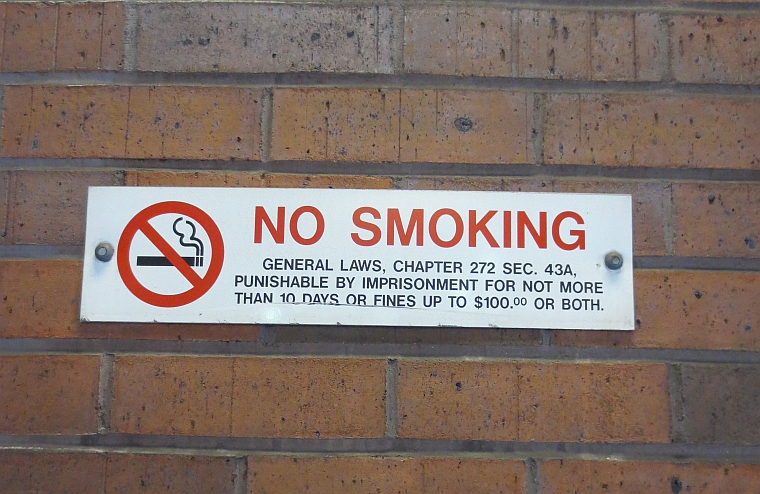 NO SMOKING
GENERAL LAWS, CHAPTER 272 SEC. 43A,
PUNISHABLE BY IMPRISONMENT FOR NOT MORE
THAN 10 DAYS OR FINES UP TO $100.00 OR BOTH.